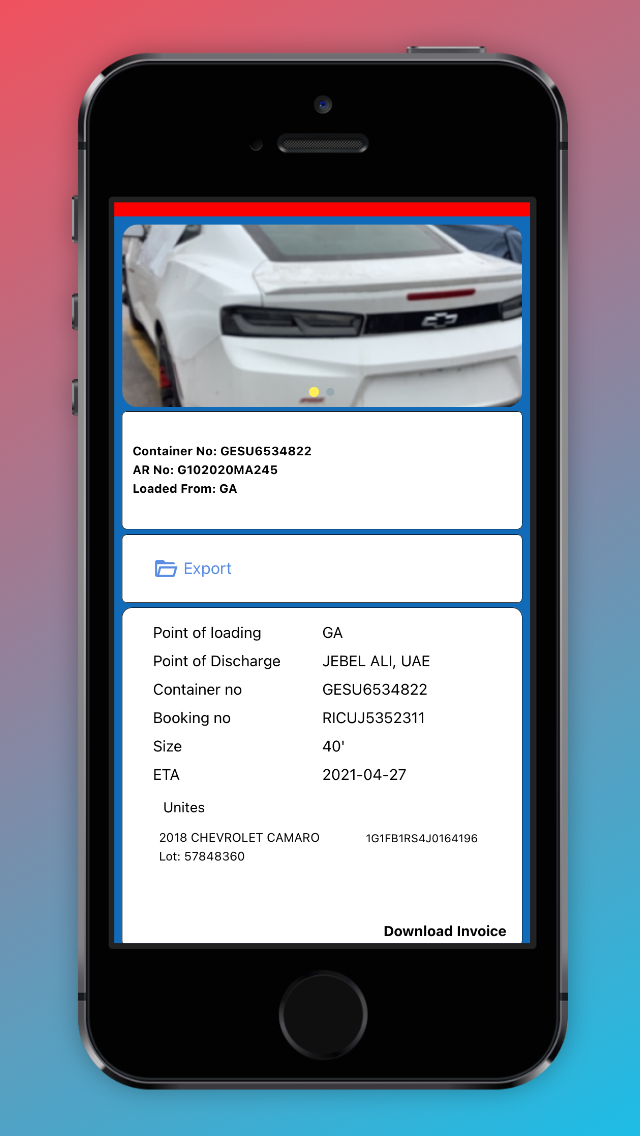 Container No: GESU6534822
AR No: G102020MA245
Loaded From: GA
Export
Point of loading GA
Point of Discharge JEBEL ALI, UAE
Container no GESU6534822
Booking no RICUJ5352311
Size 40'
ETA 2021-04-27
Unites
2018 CHEVROLET CAMARO 1G1FB1RS4J0164196
Lot: 57848360
Download Invoice